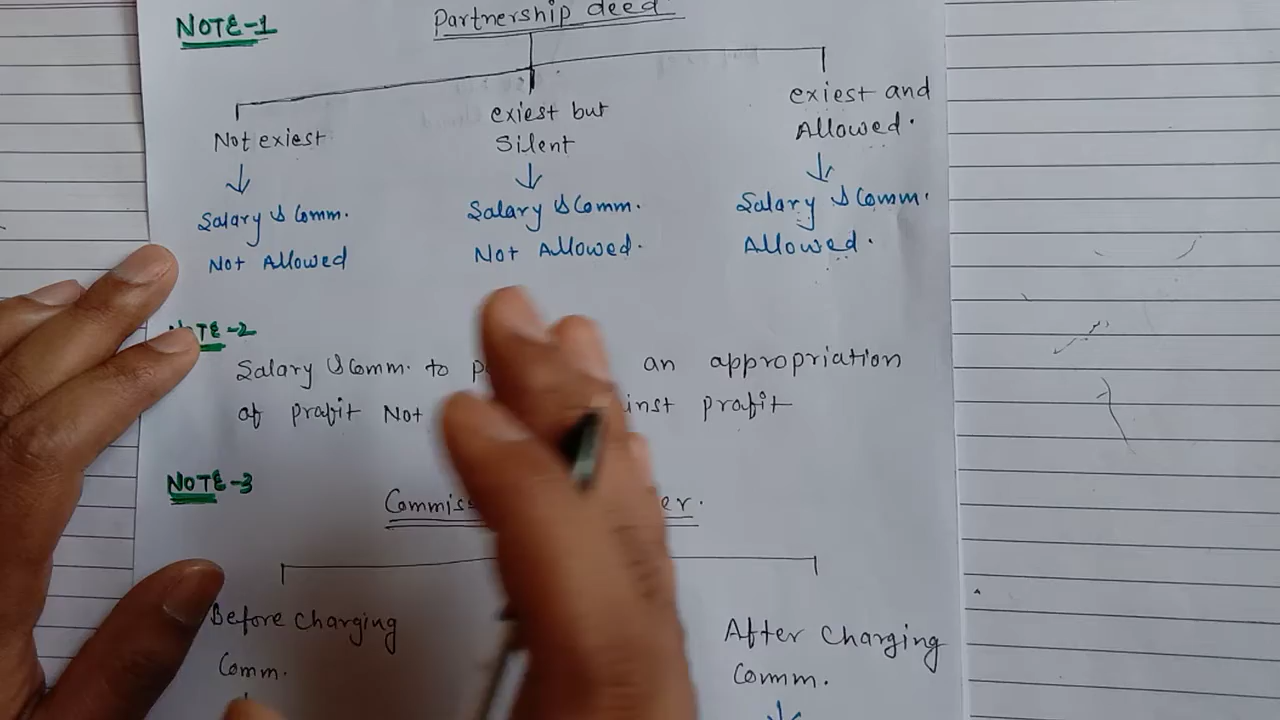 NOTE-1
Partnership deed
Not exiest
exiest but
Silent
exiest and
Allowed.
Salary & Comm.
Not Allowed
Salary & Comm.
Not Allowed.
Salary & Comm.
Allowed.
NOTE-2
Salary & Comm. to an appropriation
of profit Not profit
NOTE-3
Before charging
Comm.
After charging
Comm.